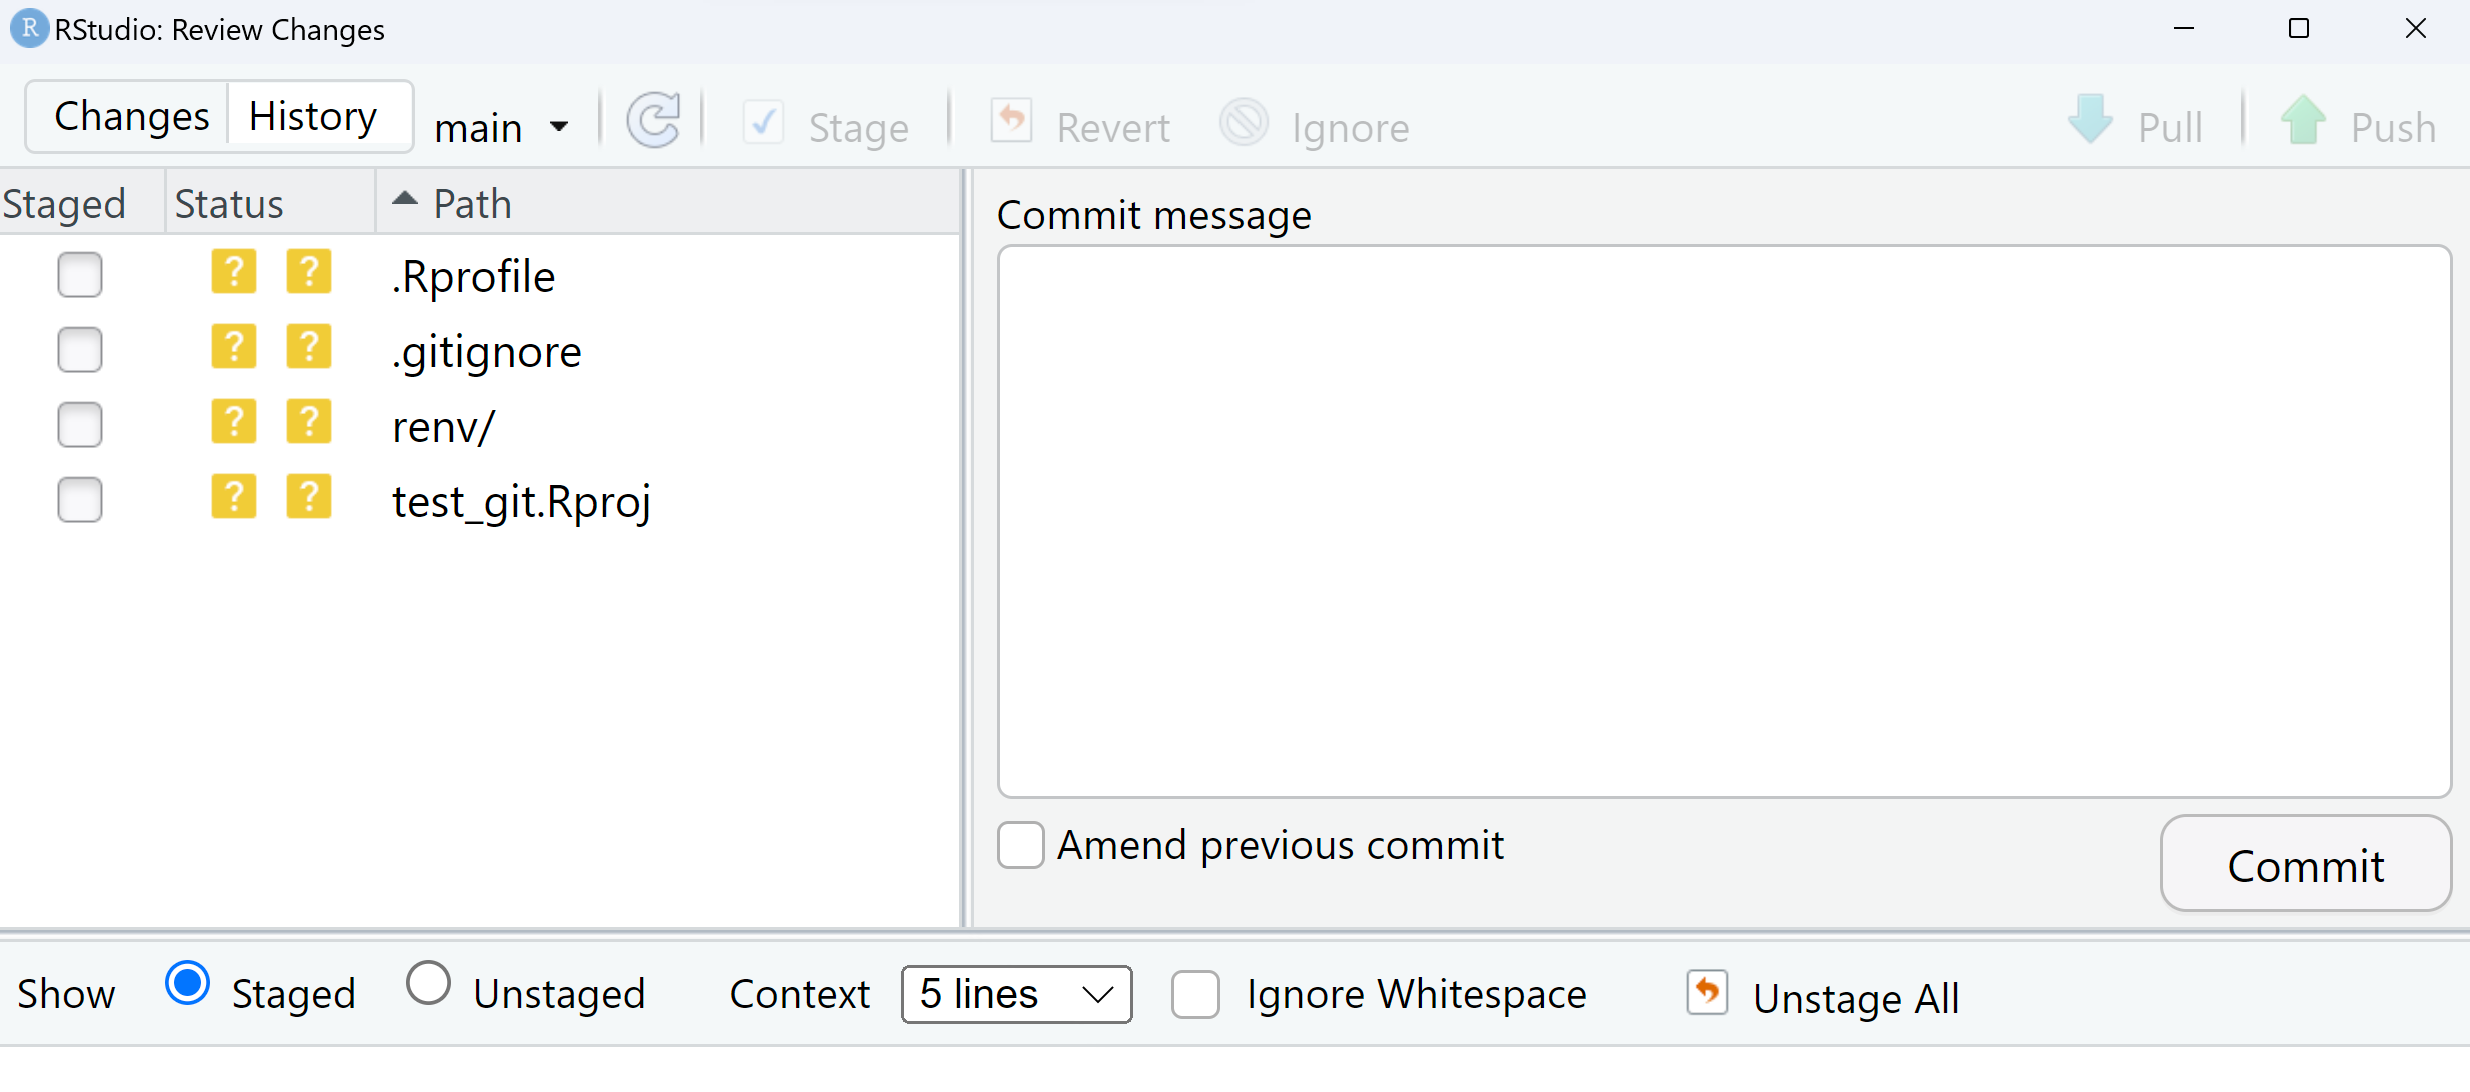 R RStudio: Review Changes
Changes History main Stage Revert Ignore Pull Push
Staged Status Path
? ? .Rprofile
? ? .gitignore
? ? renv/
? ? test_git.Rproj
Commit message
Amend previous commit
Commit
Show Staged Unstaged Context 5 lines Ignore Whitespace Unstage All